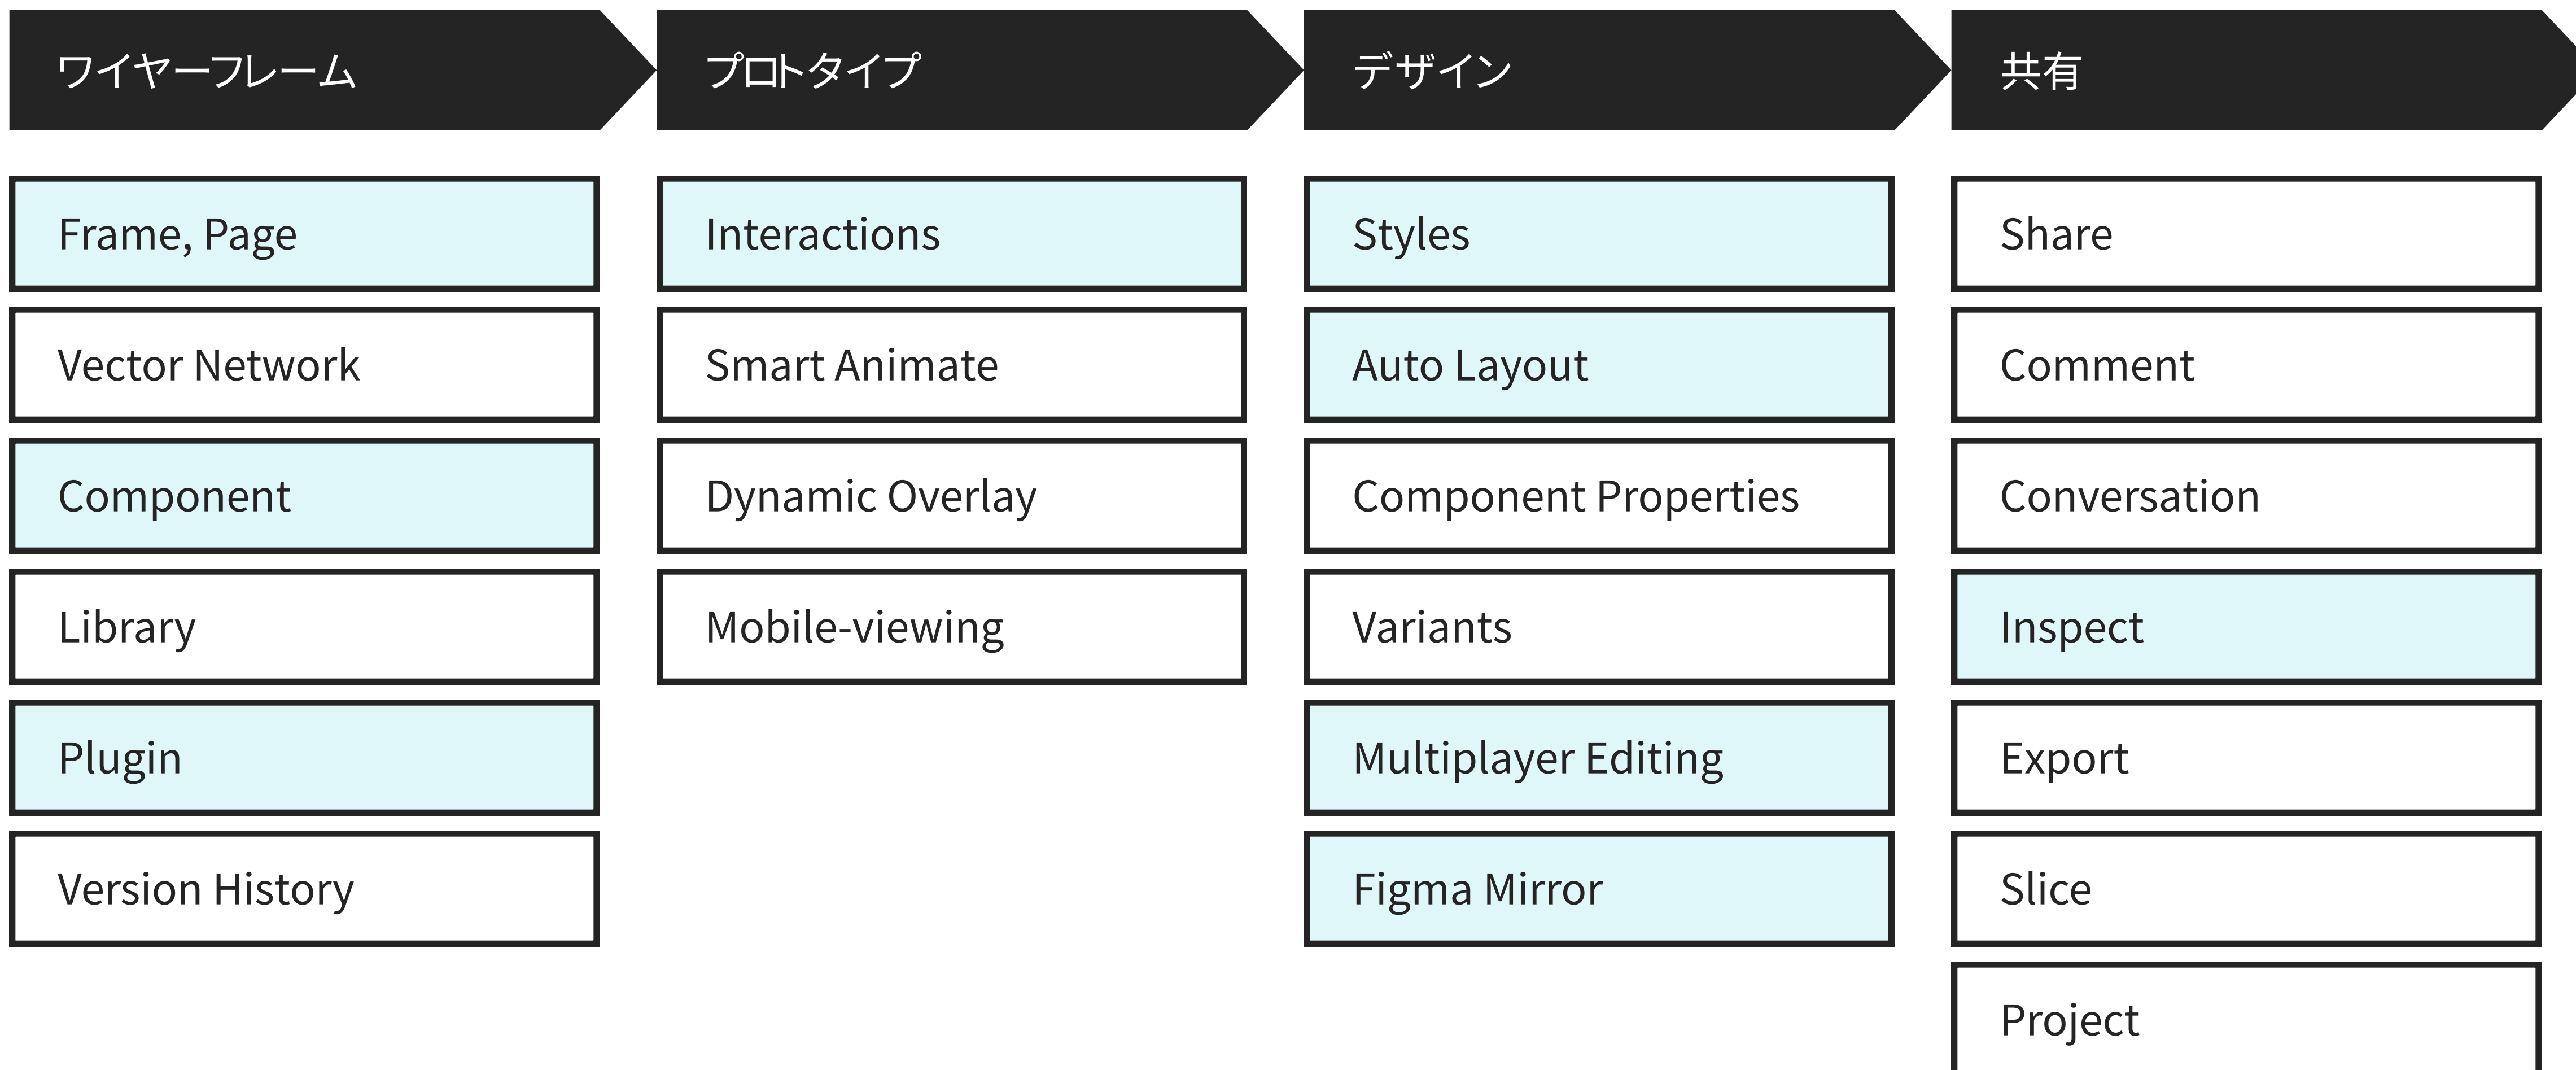 ワイヤーフレーム
プロトタイプ
デザイン
共有
Frame, Page
Vector Network
Component
Library
Plugin
Version History
Interactions
Smart Animate
Dynamic Overlay
Mobile-viewing
Styles
Auto Layout
Component Properties
Variants
Multiplayer Editing
Figma Mirror
Share
Comment
Conversation
Inspect
Export
Slice
Project